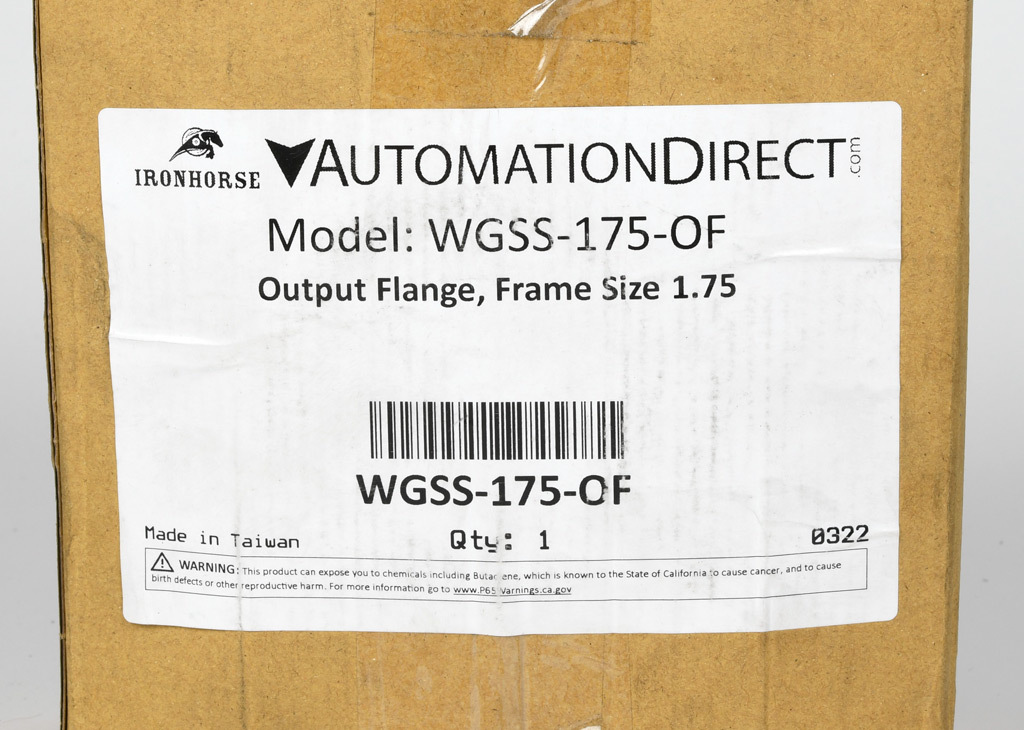 IRONHORSE
AUTOMATIONDIRECT.com
Model: WGSS-175-OF
Output Flange, Frame Size 1.75
WGSS-175-OF
Made in Taiwan Qty: 1 0322
WARNING: This product can expose you to chemicals including Butadiene, which is known to the State of California to cause cancer, and to cause
birth defects or other reproductive harm. For more information go to www.P65Warnings.ca.gov